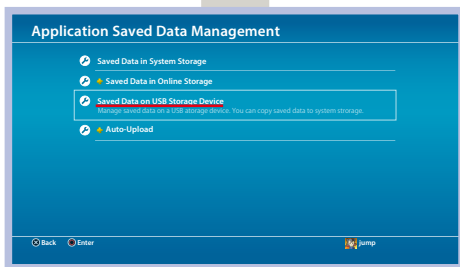 Application Saved Data Management
Saved Data in System Storage
Saved Data in Online Storage
Saved Data on USB Storage Device
Manage saved data on a USB atorage device. You can copy saved data to system strorage.
Auto-Upload
Back Enter jump